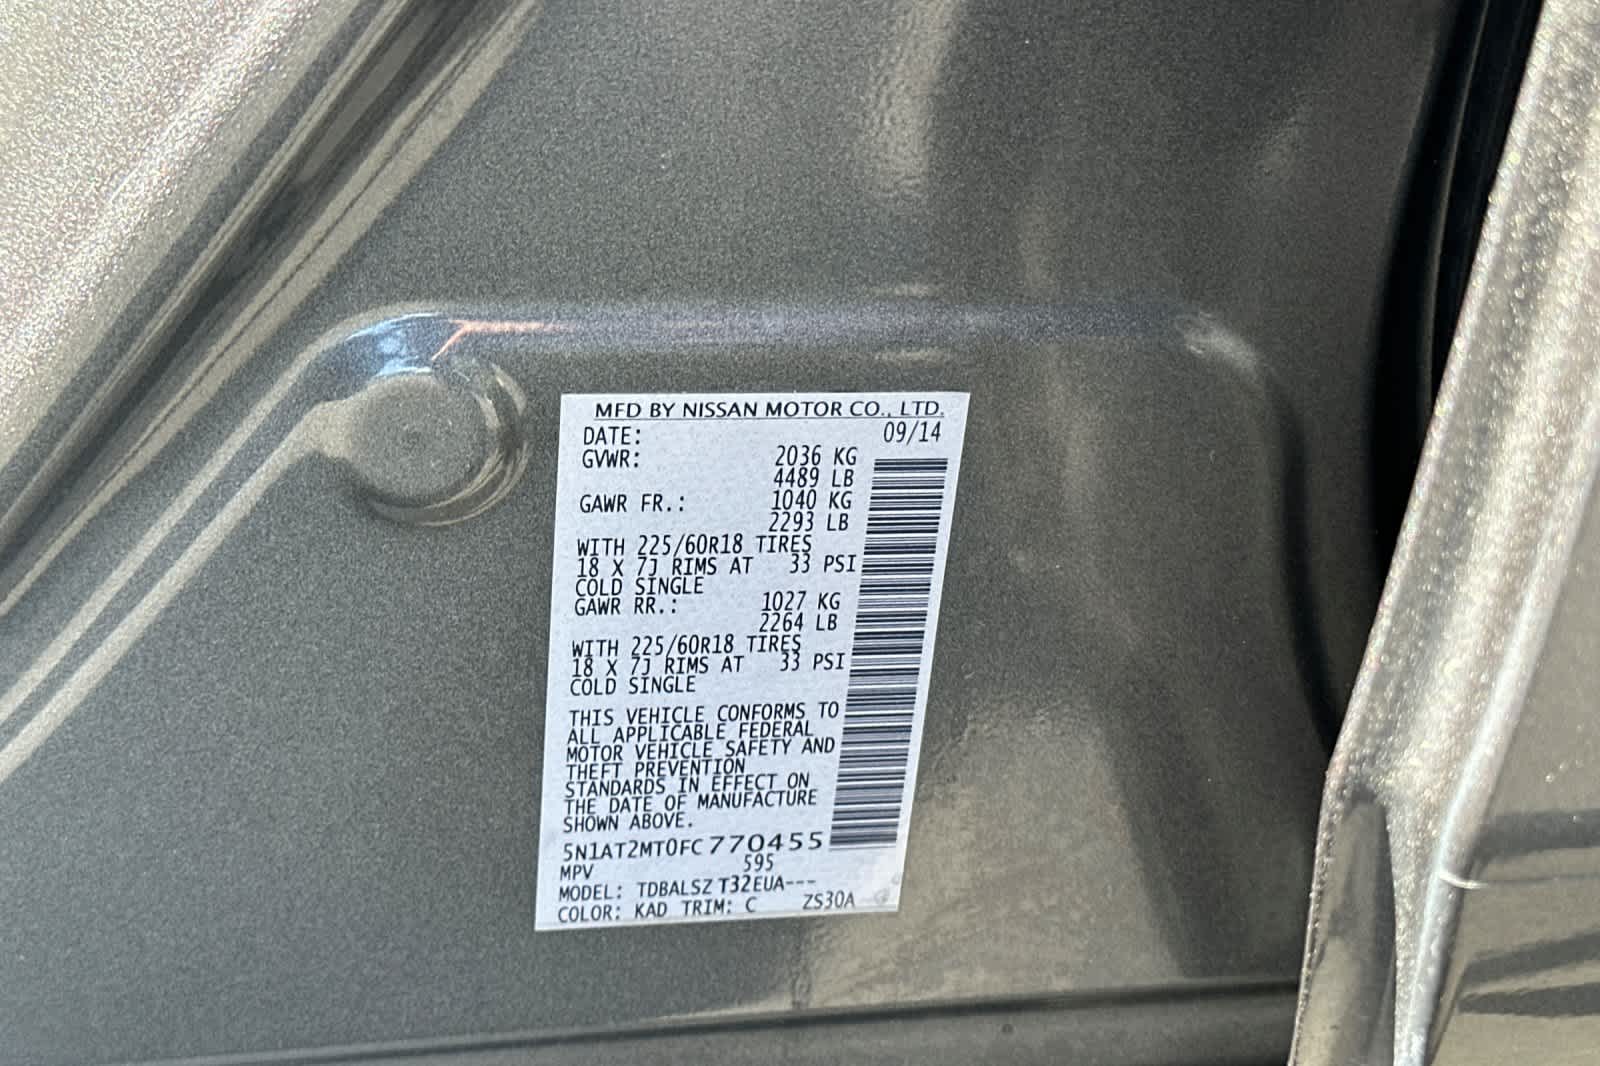 MFD BY NISSAN MOTOR CO., LTD.
DATE: 09/14
GVWR: 2036 KG
4489 LB
GAWR FR.: 1040 KG
2293 LB
WITH 225/60R18 TIRES
18 X 7J RIMS AT 33 PSI
COLD SINGLE
GAWR RR.: 1027 KG
2264 LB
WITH 225/60R18 TIRES
18 X 7J RIMS AT 33 PSI
COLD SINGLE
THIS VEHICLE CONFORMS TO
ALL APPLICABLE FEDERAL
MOTOR VEHICLE SAFETY AND
THEFT PREVENTION
STANDARDS IN EFFECT ON
THE DATE OF MANUFACTURE
SHOWN ABOVE.
5N1AT2MT0FC770455
MPV 595
MODEL: TDBALSZ T32EUA---
COLOR: KAD TRIM: C ZS30A